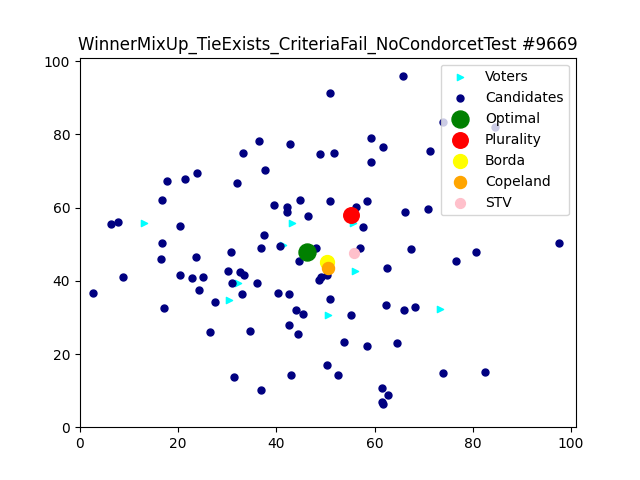 WinnerMixUp_TieExists_CriteriaFail_NoCondorcetTest #9669
100
80
60
40
20
0
0 20 40 60 80 100
Voters
Candidates
Optimal
Plurality
Borda
Copeland
STV